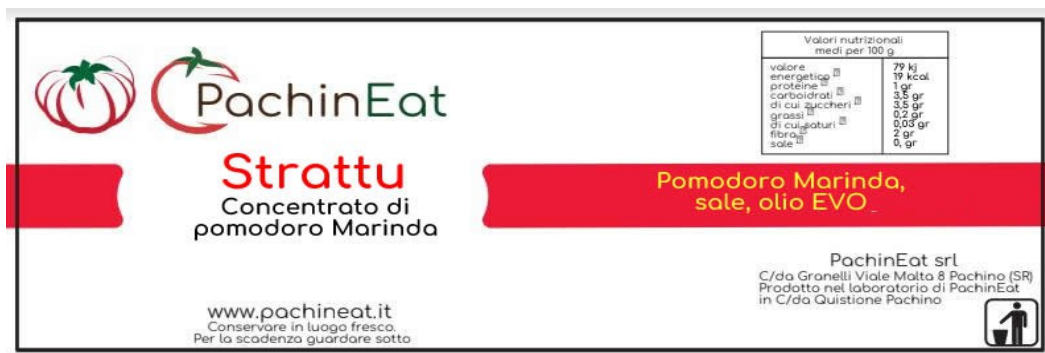 PachinEat
Strattu
Concentrato di
pomodoro Marinda
www.pachineat.it
Conservare in luogo fresco.
Per la scadenza guardare sotto
Valori nutrizionali
medi per 100 g
valore 79 kj
energetico 19 kcal
proteine 1 gr
carboidrati 3,5 gr
di cui zuccheri 3,5 gr
grassi 0,2 gr
di cui saturi 0,03 gr
fibra 2 gr
sale 0, gr
Pomodoro Marinda,
sale, olio EVO
PachinEat srl
C/da Granelli Viale Malta 8 Pachino (SR)
Prodotto nel laboratorio di PachinEat
in C/da Quistione Pachino